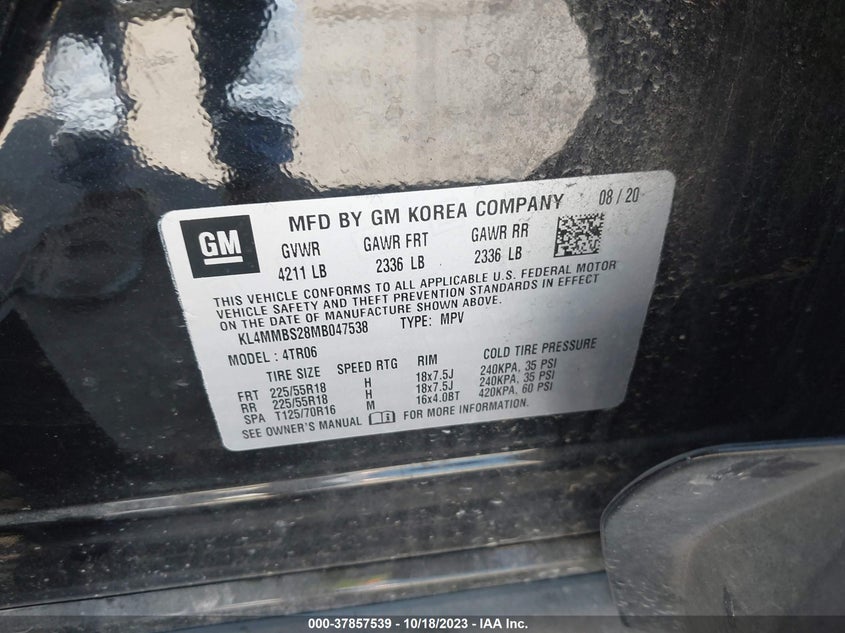 GM
MFD BY GM KOREA COMPANY 08 / 20
GVWR GAWR FRT GAWR RR
4211 LB 2336 LB 2336 LB
THIS VEHICLE CONFORMS TO ALL APPLICABLE U.S. FEDERAL MOTOR
VEHICLE SAFETY AND THEFT PREVENTION STANDARDS IN EFFECT
ON THE DATE OF MANUFACTURE SHOWN ABOVE.
KL4MMBS28MB047538 TYPE: MPV
MODEL : 4TR06
TIRE SIZE SPEED RTG RIM COLD TIRE PRESSURE
FRT 225/55R18 H 18x7.5J 240KPA, 35 PSI
RR 225/55R18 H 18x7.5J 240KPA, 35 PSI
SPA T125/70R16 M 16x4.0BT 420KPA, 60 PSI
SEE OWNER'S MANUAL FOR MORE INFORMATION.
000-37857539 - 10/18/2023 - IAA Inc.